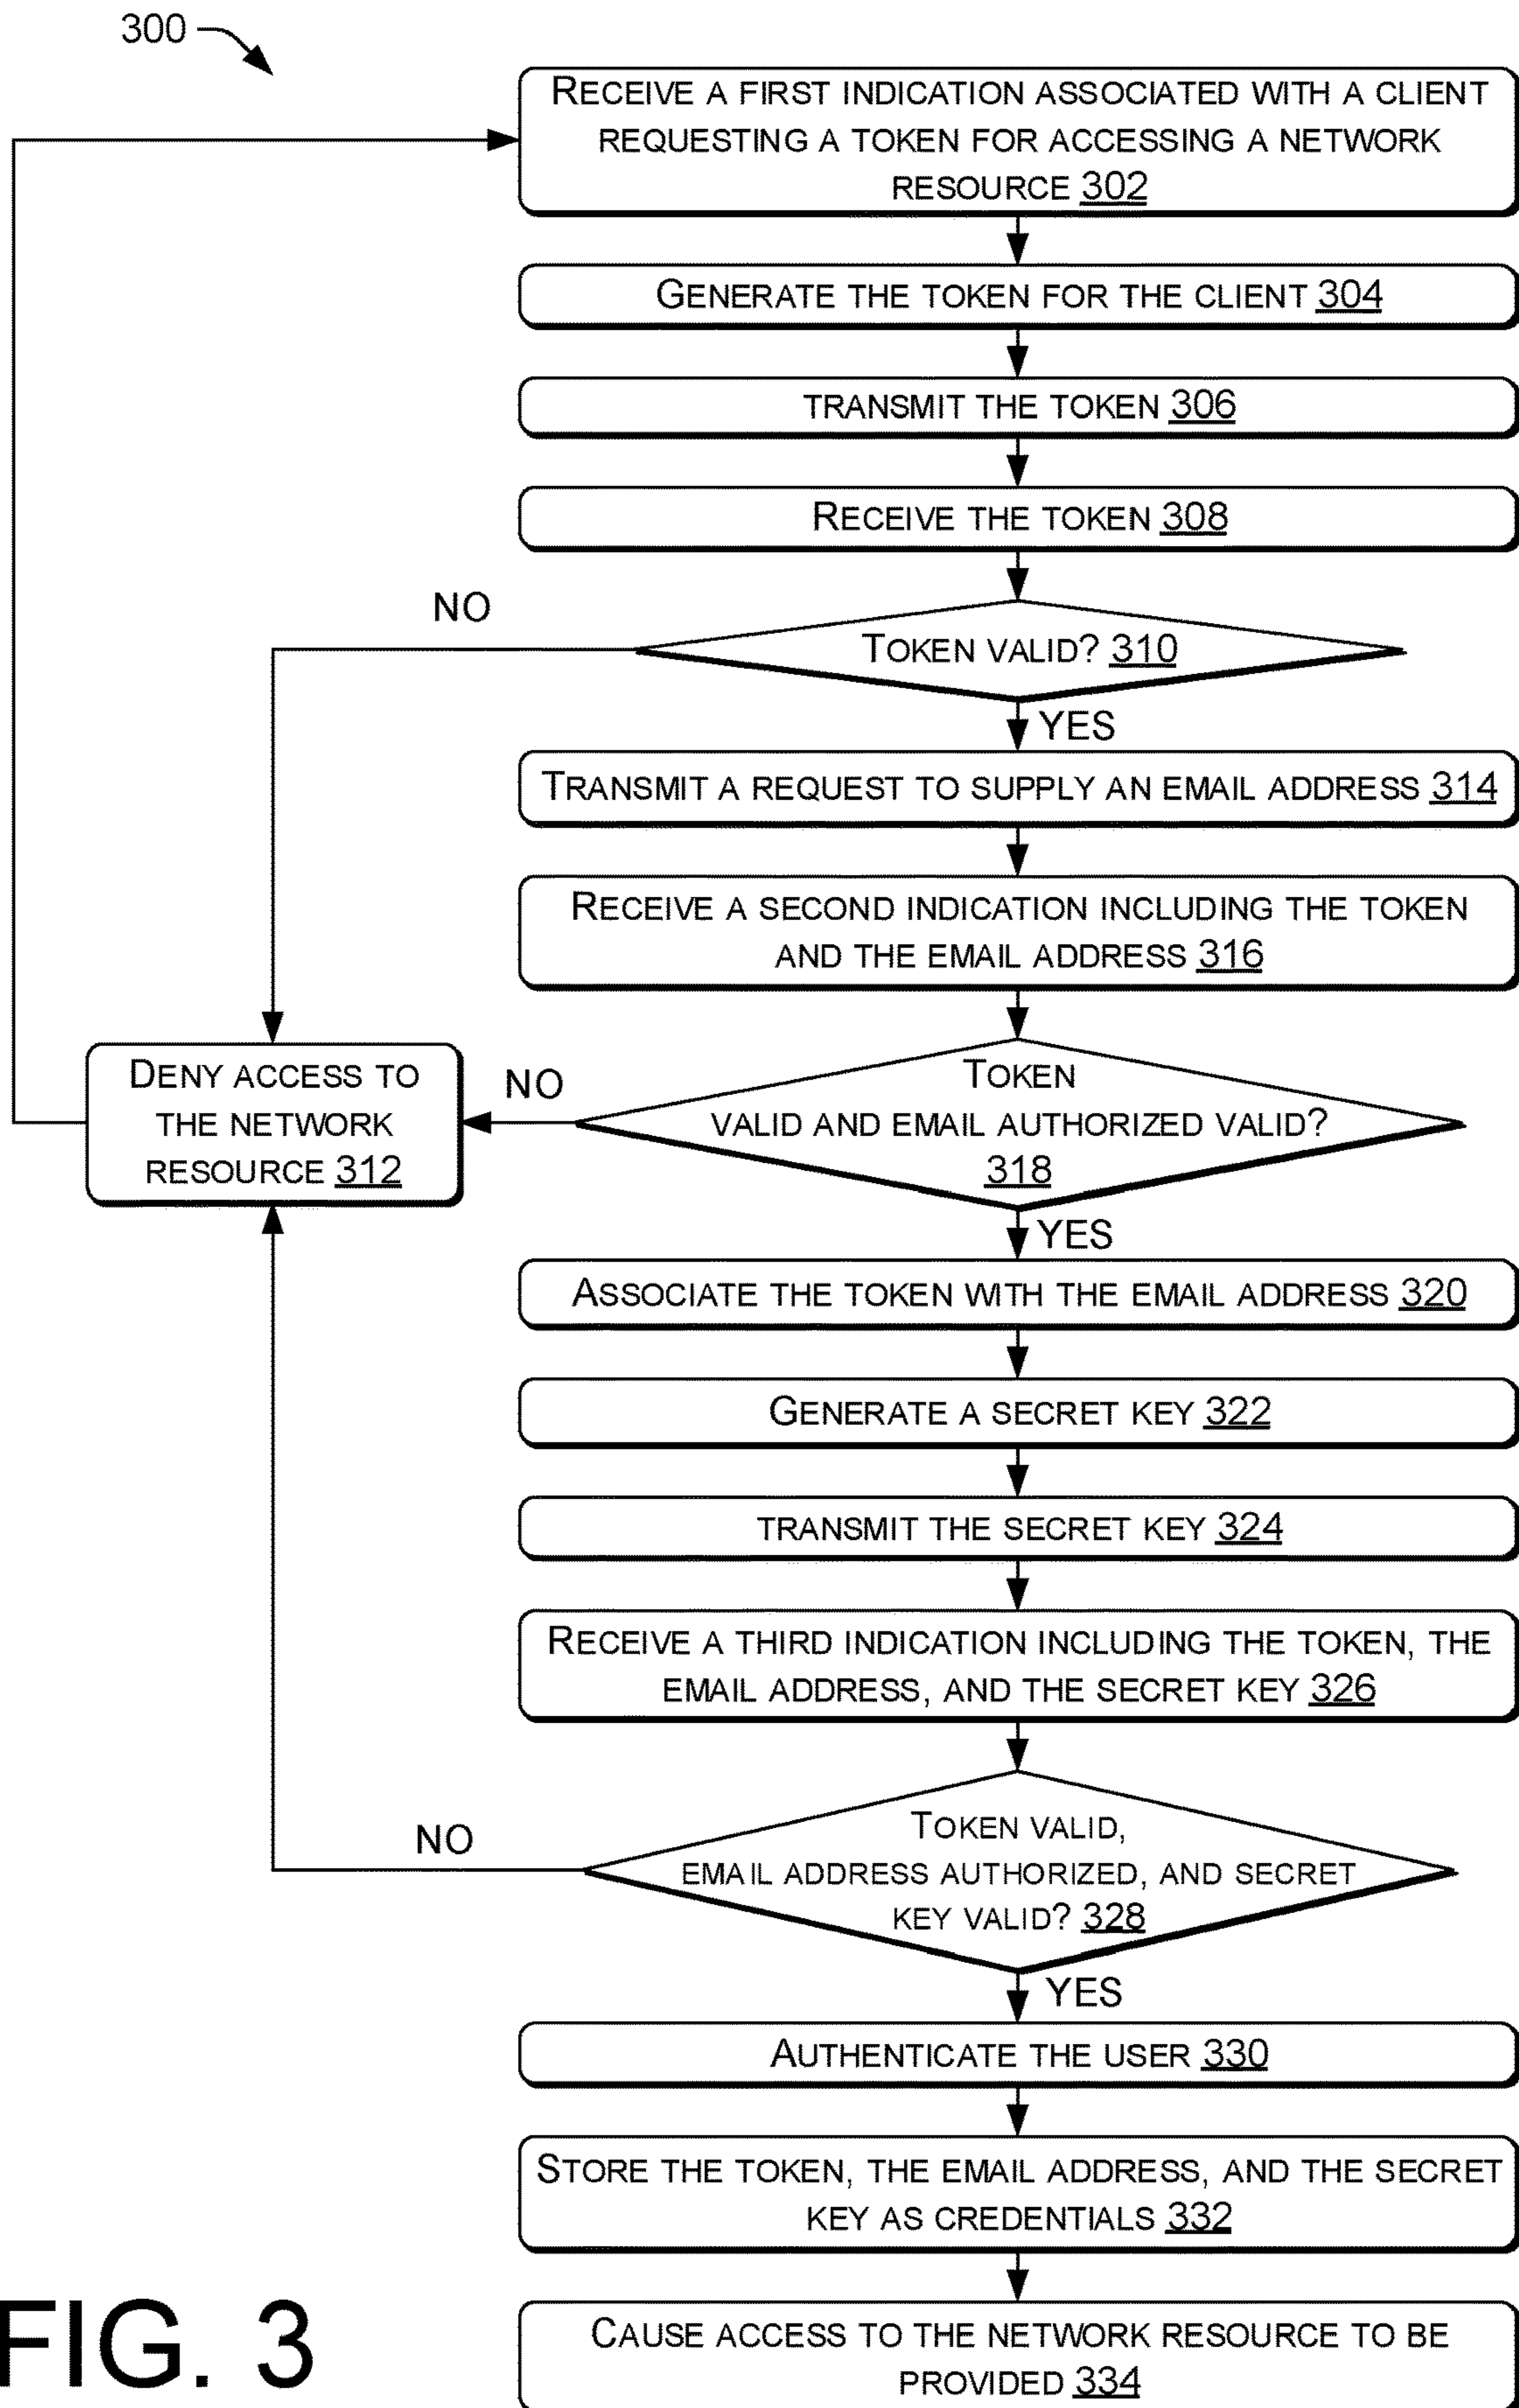 300
RECEIVE A FIRST INDICATION ASSOCIATED WITH A CLIENT
REQUESTING A TOKEN FOR ACCESSING A NETWORK
RESOURCE 302
GENERATE THE TOKEN FOR THE CLIENT 304
TRANSMIT THE TOKEN 306
RECEIVE THE TOKEN 308
NO
TOKEN VALID? 310
YES
TRANSMIT A REQUEST TO SUPPLY AN EMAIL ADDRESS 314
RECEIVE A SECOND INDICATION INCLUDING THE TOKEN
AND THE EMAIL ADDRESS 316
DENY ACCESS TO
THE NETWORK
RESOURCE 312
NO
TOKEN
VALID AND EMAIL AUTHORIZED VALID?
318
YES
ASSOCIATE THE TOKEN WITH THE EMAIL ADDRESS 320
GENERATE A SECRET KEY 322
TRANSMIT THE SECRET KEY 324
RECEIVE A THIRD INDICATION INCLUDING THE TOKEN, THE
EMAIL ADDRESS, AND THE SECRET KEY 326
NO
TOKEN VALID,
EMAIL ADDRESS AUTHORIZED, AND SECRET
KEY VALID? 328
YES
AUTHENTICATE THE USER 330
STORE THE TOKEN, THE EMAIL ADDRESS, AND THE SECRET
KEY AS CREDENTIALS 332
CAUSE ACCESS TO THE NETWORK RESOURCE TO BE
PROVIDED 334
FIG. 3